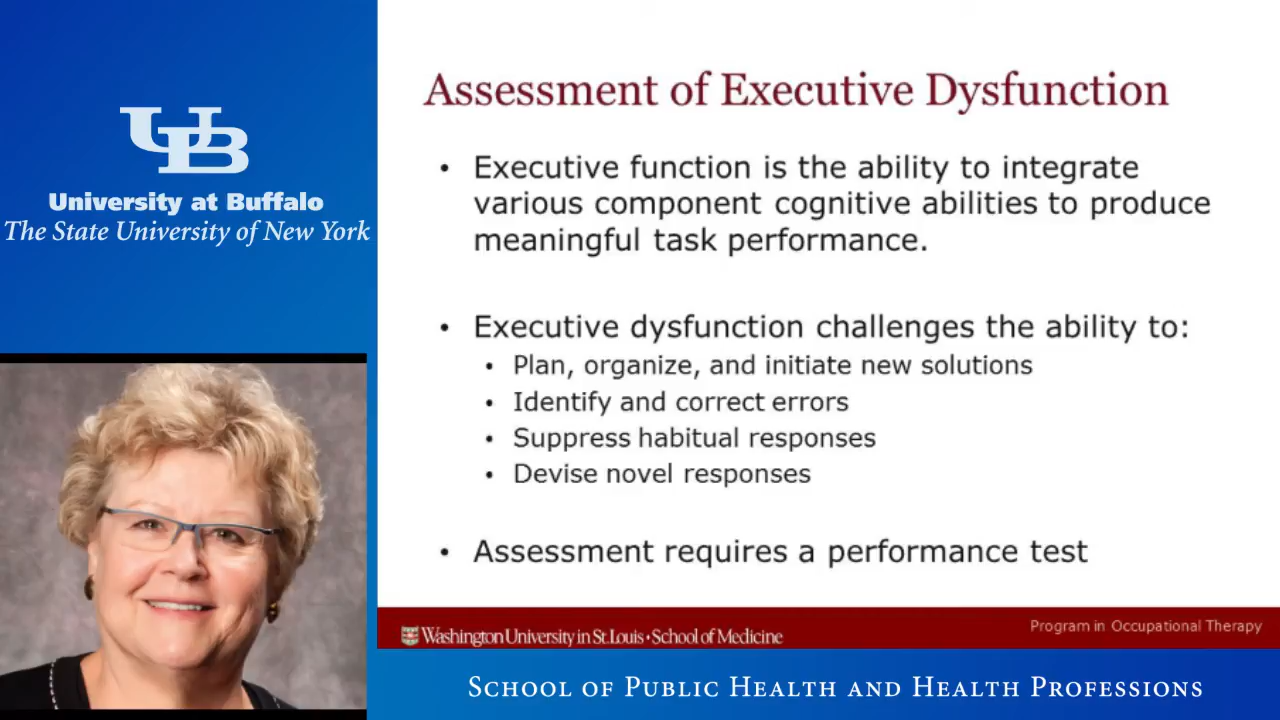 UB
University at Buffalo
The State University of New York
Assessment of Executive Dysfunction
• Executive function is the ability to integrate
various component cognitive abilities to produce
meaningful task performance.
• Executive dysfunction challenges the ability to:
• Plan, organize, and initiate new solutions
• Identify and correct errors
• Suppress habitual responses
• Devise novel responses
• Assessment requires a performance test
Washington University in St. Louis • School of Medicine
Program in Occupational Therapy
School of Public Health and Health Professions